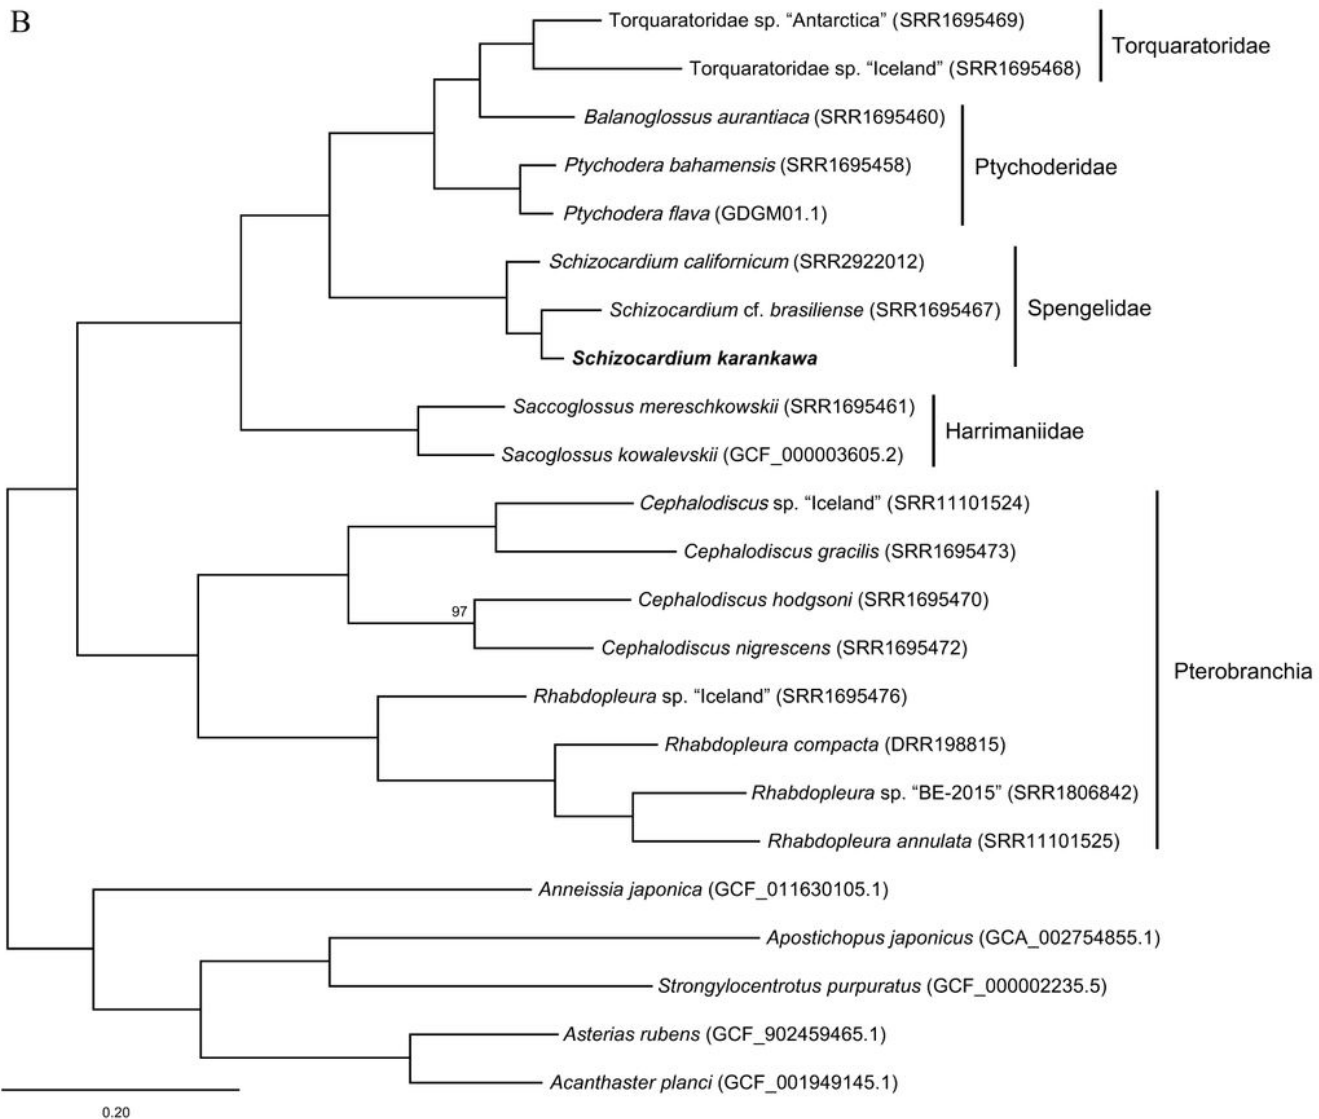 B
Torquaratoridae sp. “Antarctica” (SRR1695469)
Torquaratoridae
Torquaratoridae sp. “Iceland” (SRR1695468)
Balanoglossus aurantiaca (SRR1695460)
Ptychodera bahamensis (SRR1695458)
Ptychoderidae
Ptychodera flava (GDGM01.1)
Schizocardium californicum (SRR2922012)
Schizocardium cf. brasiliense (SRR1695467)
Spengelidae
Schizocardium karankawa
Saccoglossus mereschkowskii (SRR1695461)
Harrimaniidae
Sacoglossus kowalevskii (GCF_000003605.2)
Cephalodiscus sp. “Iceland” (SRR11101524)
Cephalodiscus gracilis (SRR1695473)
Cephalodiscus hodgsoni (SRR1695470)
97
Cephalodiscus nigrescens (SRR1695472)
Pterobranchia
Rhabdopleura sp. “Iceland” (SRR1695476)
Rhabdopleura compacta (DRR198815)
Rhabdopleura sp. “BE-2015” (SRR1806842)
Rhabdopleura annulata (SRR11101525)
Anneissia japonica (GCF_011630105.1)
Apostichopus japonicus (GCA_002754855.1)
Strongylocentrotus purpuratus (GCF_000002235.5)
Asterias rubens (GCF_902459465.1)
Acanthaster planci (GCF_001949145.1)
0.20